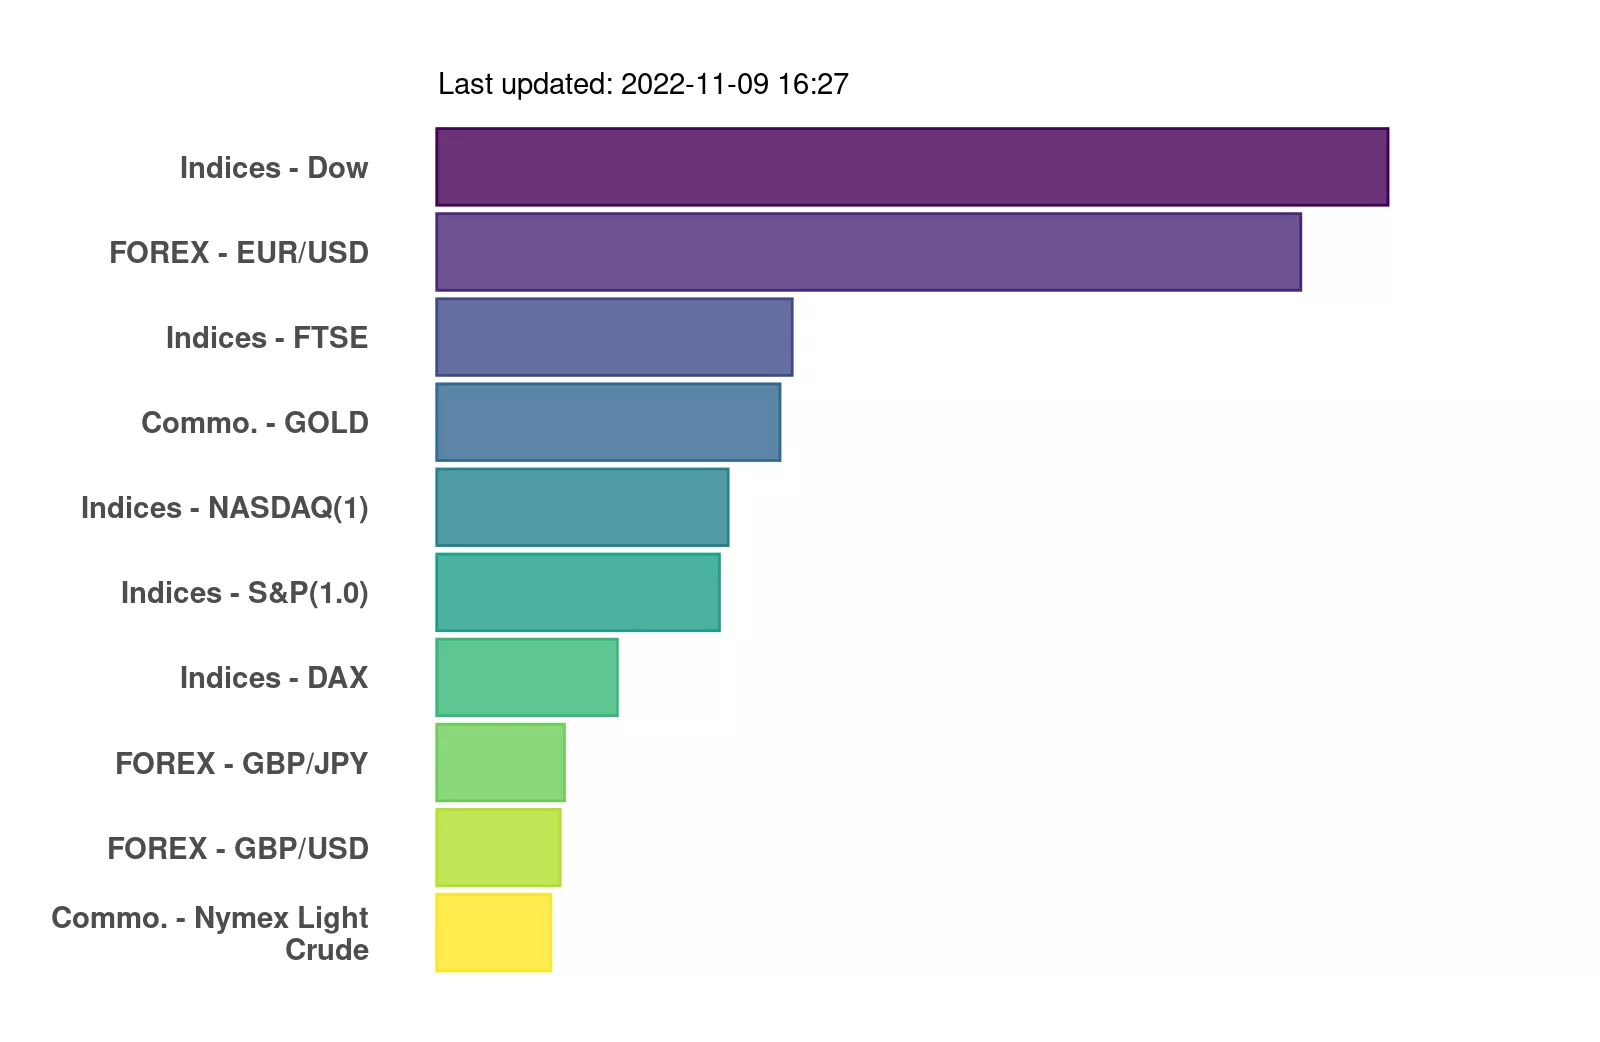 Last updated: 2022-11-09 16:27
Indices - Dow
FOREX - EUR/USD
Indices - FTSE
Commo. - GOLD
Indices - NASDAQ(1)
Indices - S&P(1.0)
Indices - DAX
FOREX - GBP/JPY
FOREX - GBP/USD
Commo. - Nymex Light
Crude